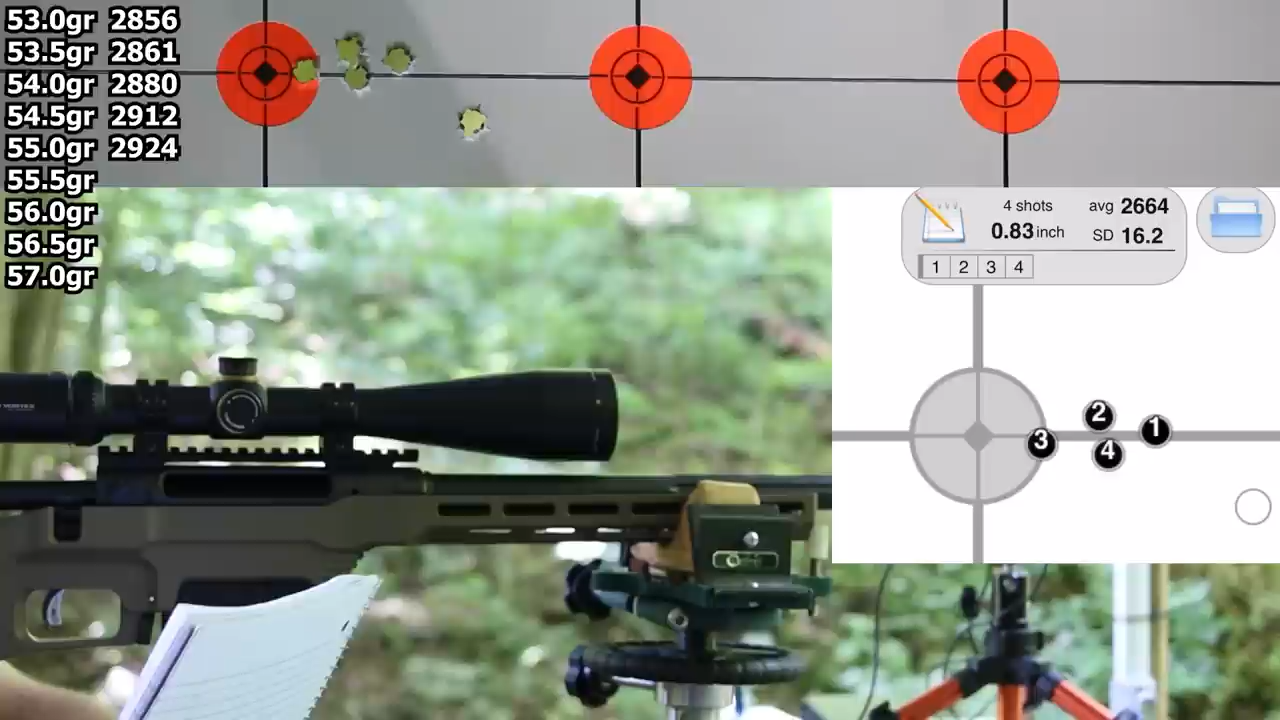 53.0gr 2856
53.5gr 2861
54.0gr 2880
54.5gr 2912
55.0gr 2924
55.5gr
56.0gr
56.5gr
57.0gr
4 shots avg 2664
0.83 inch SD 16.2
1 2 3 4
2
1
3
4
VORTEX